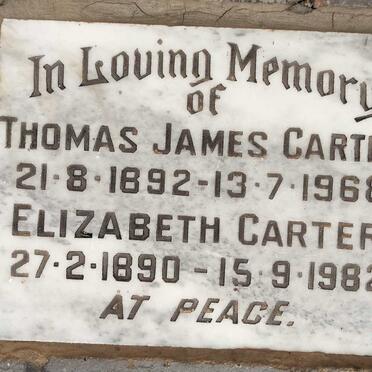 In Loving Memory
of
THOMAS JAMES CARTE
21·8·1892-13·7·1968
ELIZABETH CARTER
27·2·1890-15·9·1982
AT PEACE.